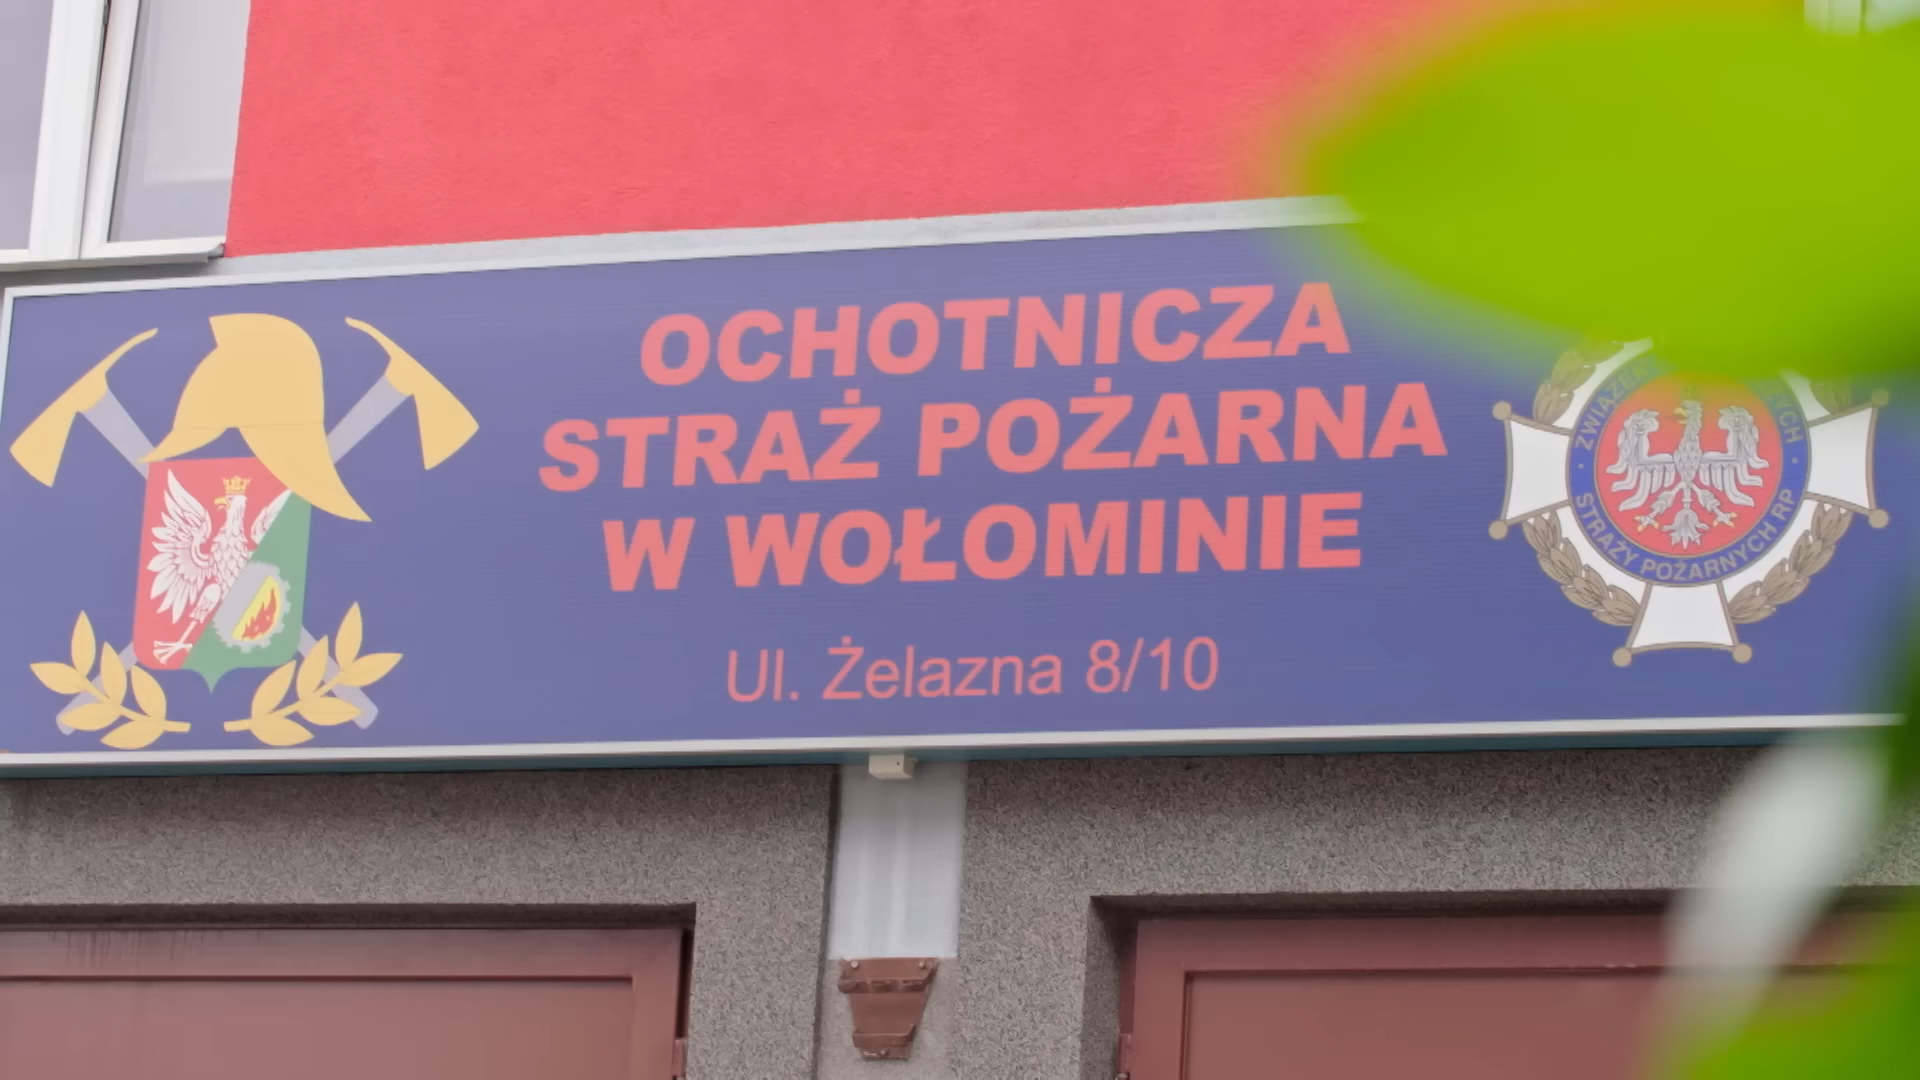 OCHOTNICZA
STRAŻ POŻARNA
W WOŁOMINIE
Ul. Żelazna 8/10
STRAŻY POŻARNYCH RP